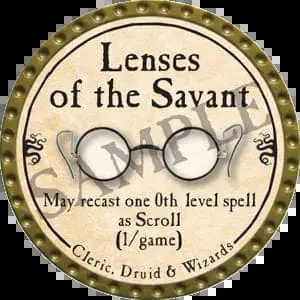 Lenses
of the Savant
SAMPLE
May recast one 0th level spell
as Scroll
(1/game)
Cleric, Druid & Wizards